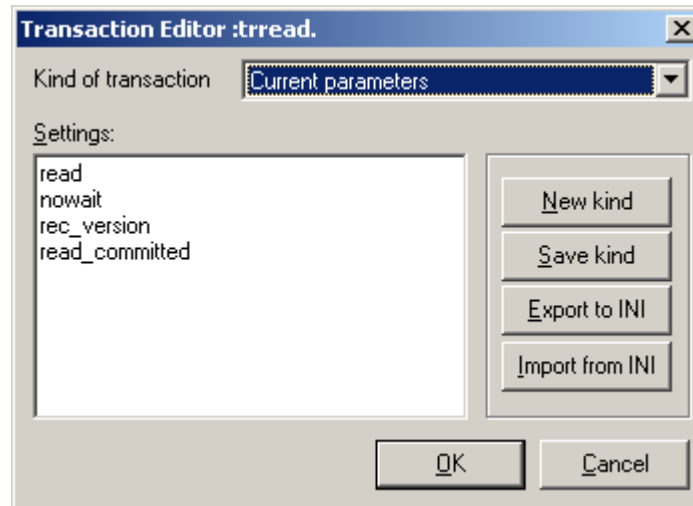 Transaction Editor :trread.
Kind of transaction Current parameters
Settings:
read
nowait
rec_version
read_committed
New kind
Save kind
Export to INI
Import from INI
OK Cancel